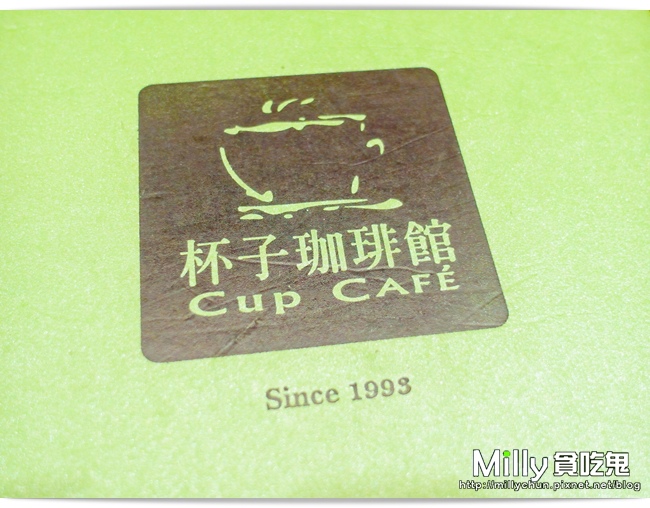 杯子珈琲館
CUP CAFÉ
Since 1993
Milly貪吃鬼
http://millychun.pixnet.net/blog